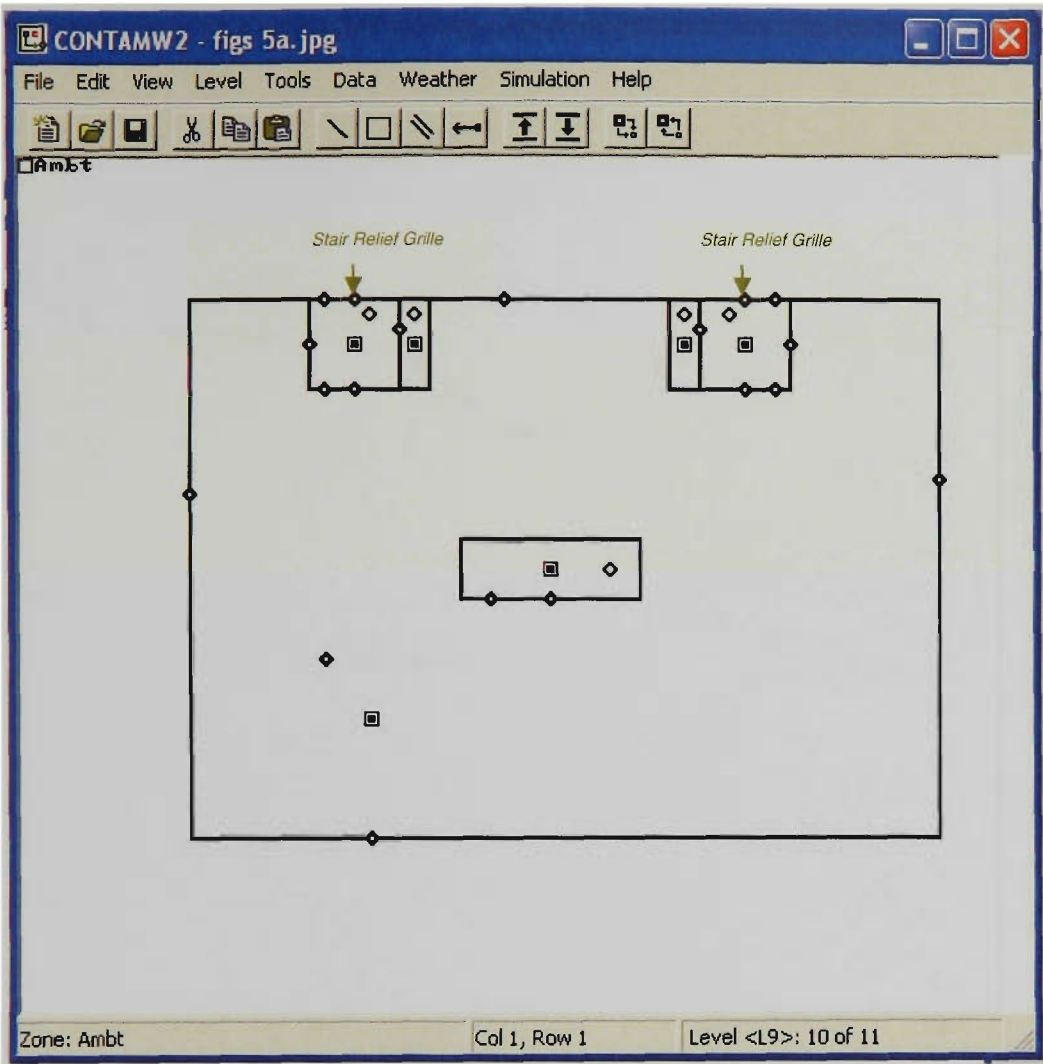 CONTAMW2 - figs 5a.jpg
File Edit View Level Tools Data Weather Simulation Help
Ambt
Stair Relief Grille Stair Relief Grille
Zone: Ambt Col 1, Row 1 Level <L9>: 10 of 11